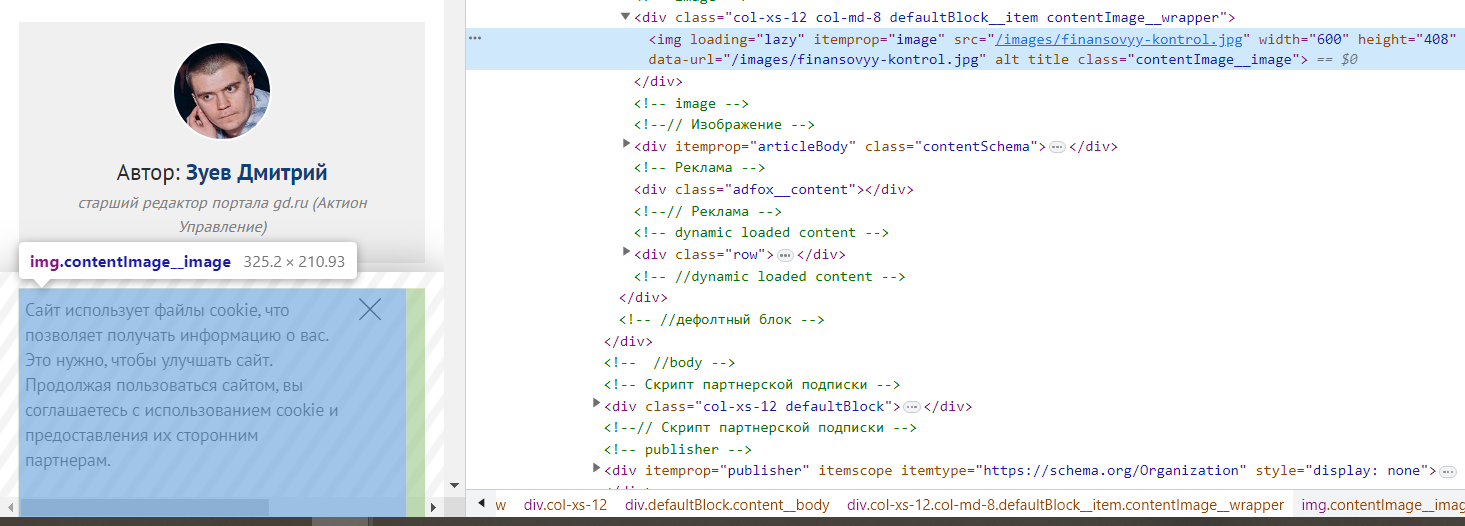 Автор: Зуев Дмитрий
старший редактор портала gd.ru (Актион
Управление)
img.contentImage__image 325.2 × 210.93
Сайт использует файлы cookie, что
позволяет получать информацию о вас.
Это нужно, чтобы улучшать сайт.
Продолжая пользоваться сайтом, вы
соглашаетесь с использованием cookie и
предоставления их сторонним
партнерам.
<div class="col-xs-12 col-md-8 defaultBlock__item contentImage__wrapper">
<img loading="lazy" itemprop="image" src="/images/finansovyy-kontrol.jpg" width="600" height="408"
data-url="/images/finansovyy-kontrol.jpg" alt title class="contentImage__image"> == $0
</div>
<!-- image -->
<!--// Изображение -->
<div itemprop="articleBody" class="contentSchema">…</div>
<!-- Реклама -->
<div class="adfox__content"></div>
<!--// Реклама -->
<!-- dynamic loaded content -->
<div class="row">…</div>
<!-- //dynamic loaded content -->
</div>
<!-- //дефолтный блок -->
</div>
<!--  //body -->
<!-- Скрипт партнерской подписки -->
<div class="col-xs-12 defaultBlock">…</div>
<!--// Скрипт партнерской подписки -->
<!-- publisher -->
<div itemprop="publisher" itemscope itemtype="https://schema.org/Organization" style="display: none">…
w div.col-xs-12 div.defaultBlock.content__body div.col-xs-12.col-md-8.defaultBlock__item.contentImage__wrapper img.contentImage__imag